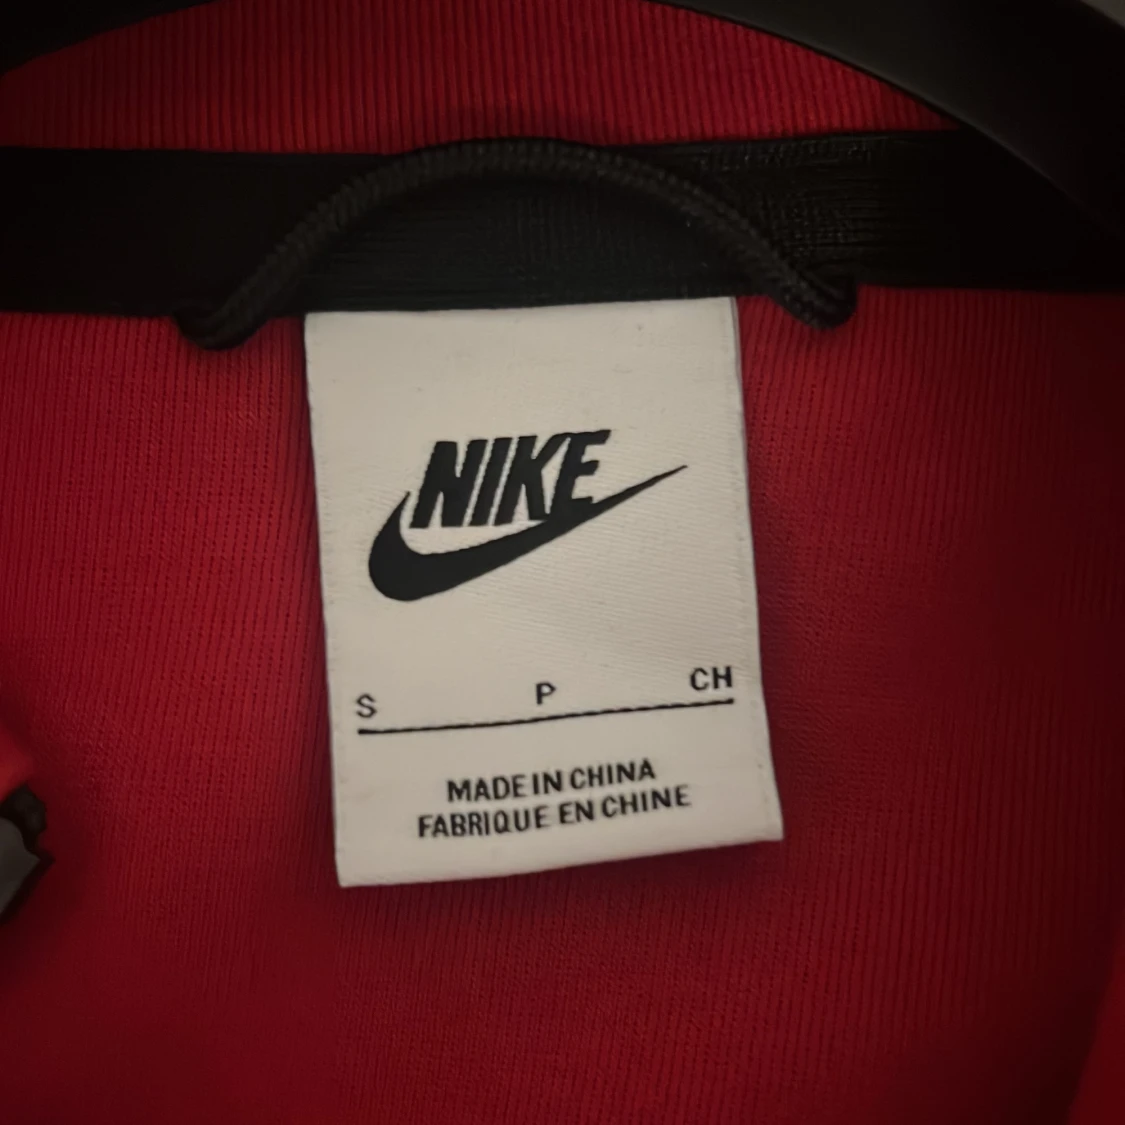 NIKE
S P CH
MADE IN CHINA
FABRIQUE EN CHINE